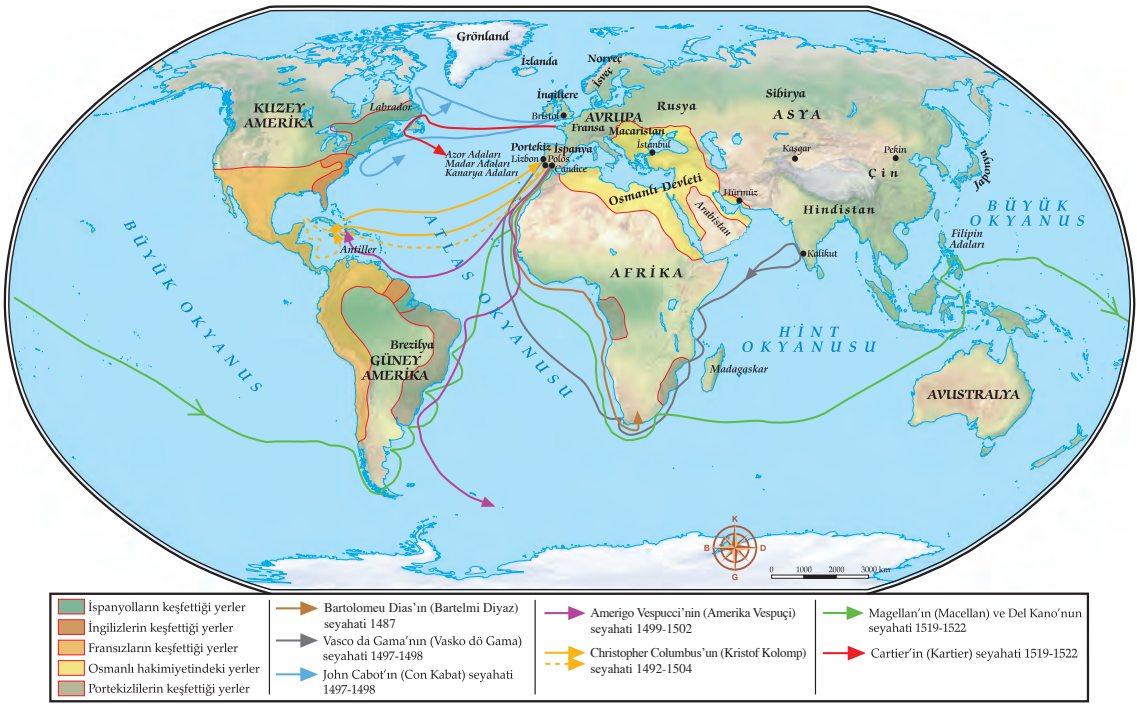 Grönland
İzlanda
Norveç
İsveç
İngiltere
Bristol
AVRUPA
Rusya
Sibirya
ASYA
KUZEY
AMERİKA
Labrador
Fransa
Macaristan
İstanbul
Kaşgar
Pekin
Çin
Japonya
Azor Adaları
Madar Adaları
Kanarya Adaları
Portekiz
İspanya
Lizbon
Polos
Candice
Osmanlı Devleti
Hürmüz
Arabistan
Hindistan
Kalikut
Filipin
Adaları
BÜYÜK
OKYANUS
BÜYÜK OKYANUS
Antiller
ATLAS OKYANUSU
AFRİKA
HİNT
OKYANUSU
Madagaskar
Brezilya
GÜNEY
AMERİKA
AVUSTRALYA
K
B
D
G
0 1000 2000 3000 km
İspanyolların keşfettiği yerler
İngilizlerin keşfettiği yerler
Fransızların keşfettiği yerler
Osmanlı hakimiyetindeki yerler
Portekizlilerin keşfettiği yerler
Bartolomeu Dias'ın (Bartelmi Diyaz)
seyahati 1487
Vasco da Gama'nın (Vasko dö Gama)
seyahati 1497-1498
John Cabot'ın (Con Kabat) seyahati
1497-1498
Amerigo Vespucci'nin (Amerika Vespuçi)
seyahati 1499-1502
Christopher Columbus'un (Kristof Kolomp)
seyahati 1492-1504
Magellan'ın (Macellan) ve Del Kano'nun
seyahati 1519-1522
Cartier'in (Kartier) seyahati 1519-1522